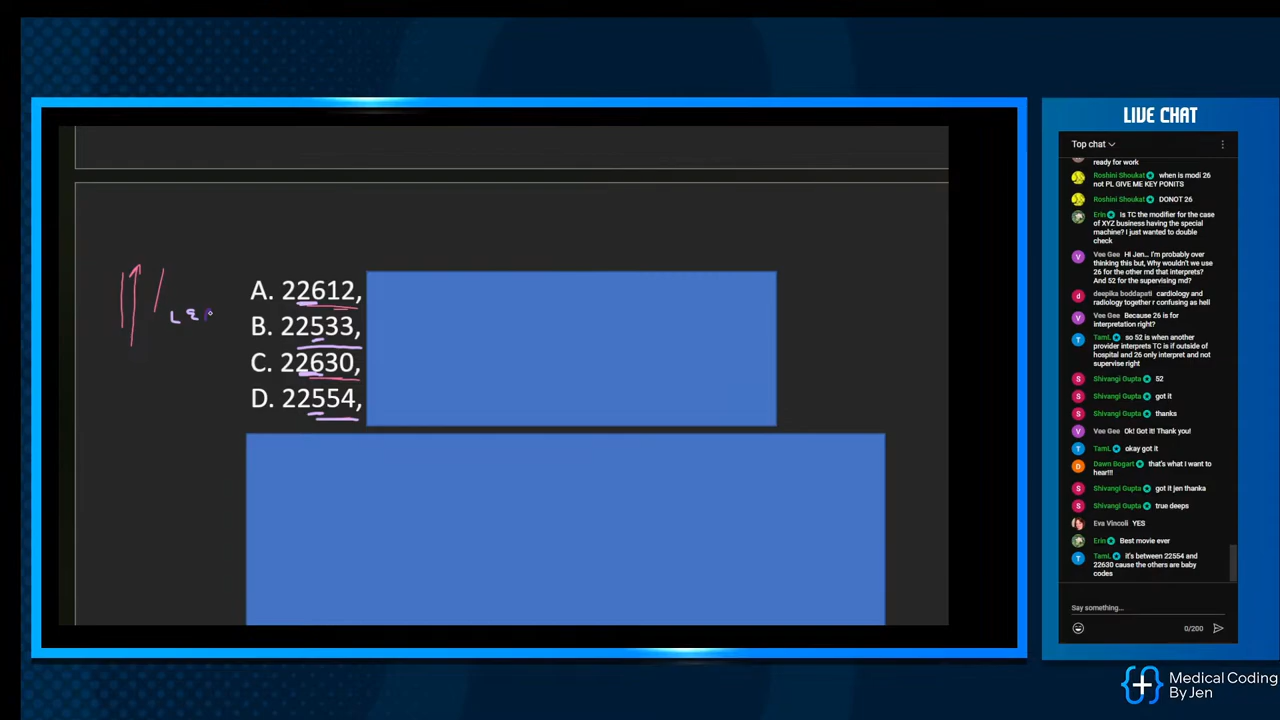 LIVE CHAT
Top chat
ready for work
Roshini Shoukat when is modi 26
not PL GIVE ME KEY PONITS
Roshini Shoukat DONOT 26
Erin Is TC the modifier for the case
of XYZ business having the special
machine? I just wanted to double
check
Vee Gee Hi Jen... I'm probably over
thinking this but, Why wouldn't we use
26 for the other md that interprets?
And 52 for the supervising md?
deepika boddapati cardiology and
radiology together r confusing as hell
Vee Gee Because 26 is for
interpretation right?
TamL so 52 is when another
provider interprets TC is if outside of
hospital and 26 only interpret and not
supervise right
Shivangi Gupta 52
Shivangi Gupta got it
Shivangi Gupta thanks
Vee Gee Ok! Got it! Thank you!
TamL okay got it
Dawn Bogart that's what I want to
hear!!!
Shivangi Gupta got it jen thanka
Shivangi Gupta true deeps
Eva Vincoli YES
Erin Best movie ever
TamL it's between 22554 and
22630 cause the others are baby
codes
Say something...
0/200
A. 22612,
B. 22533,
C. 22630,
D. 22554,
Medical Coding
By Jen